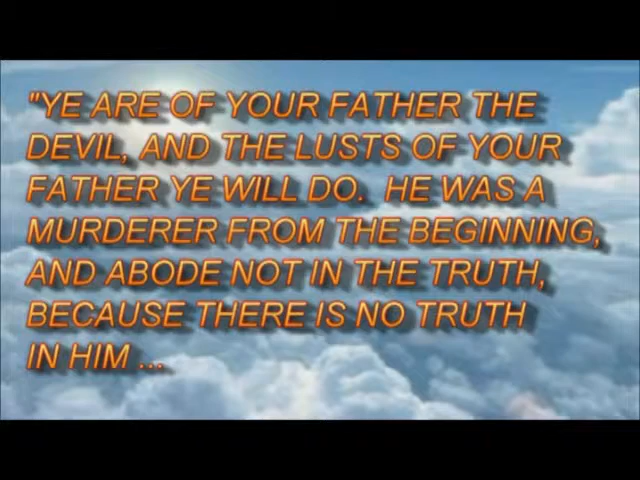 "YE ARE OF YOUR FATHER THE
DEVIL, AND THE LUSTS OF YOUR
FATHER YE WILL DO.  HE WAS A
MURDERER FROM THE BEGINNING,
AND ABODE NOT IN THE TRUTH,
BECAUSE THERE IS NO TRUTH
IN HIM ...